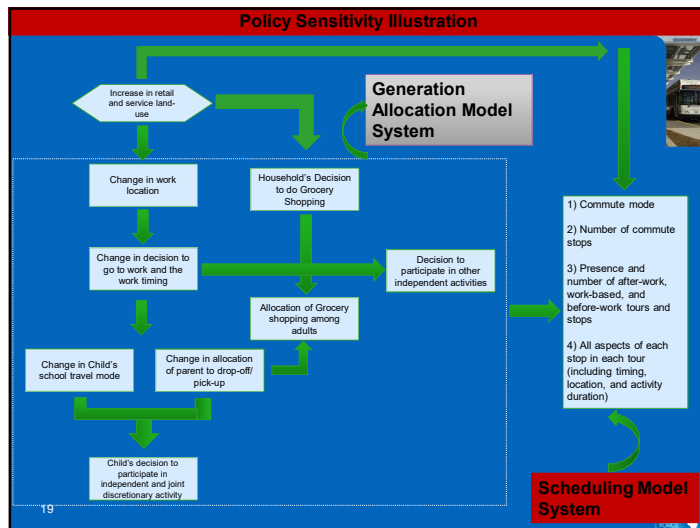 Policy Sensitivity Illustration
Increase in retail
and service land-
use
Generation
Allocation Model
System
Change in work
location
Household's Decision
to do Grocery
Shopping
Change in decision to
go to work and the
work timing
Decision to
participate in other
independent activities
Allocation of Grocery
shopping among
adults
Change in Child's
school travel mode
Change in allocation
of parent to drop-off/
pick-up
Child's decision to
participate in
independent and joint
discretionary activity
1) Commute mode
2) Number of commute
stops
3) Presence and
number of after-work,
work-based, and
before-work tours and
stops
4) All aspects of each
stop in each tour
(including timing,
location, and activity
duration)
Scheduling Model
System
19
FORCE